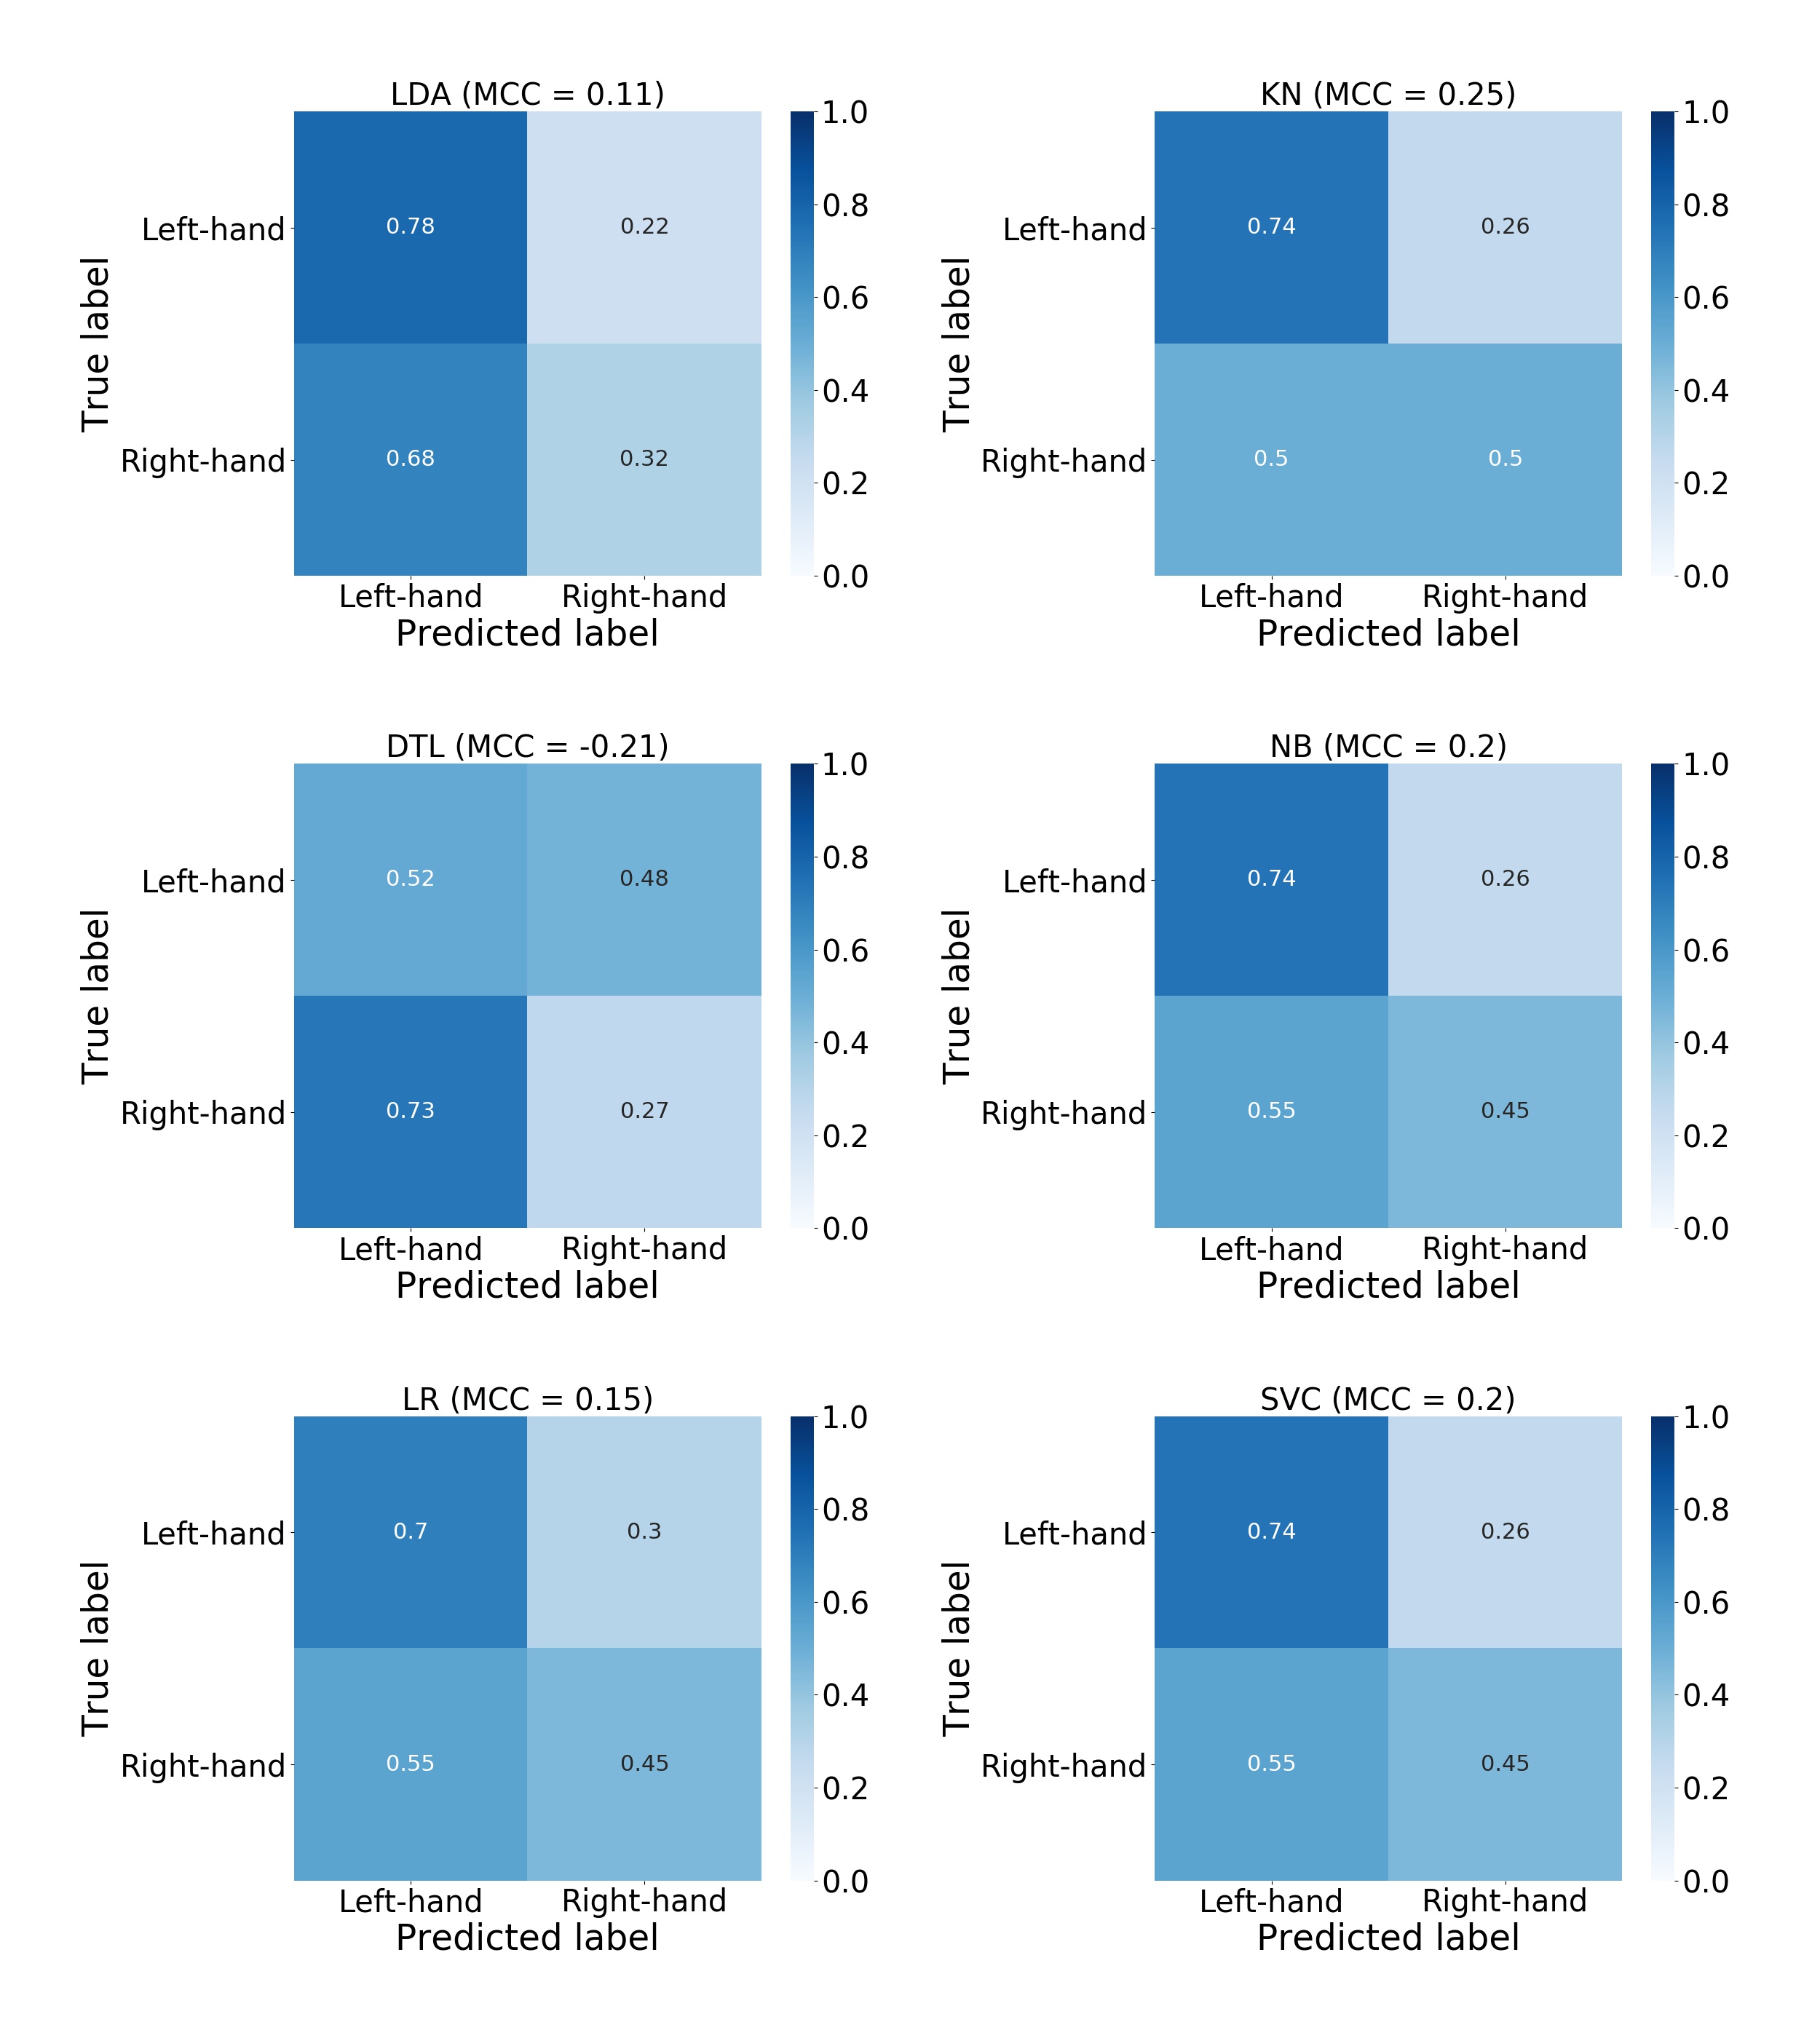 LDA (MCC = 0.11)
True label
Left-hand
0.78
0.22
Right-hand
0.68
0.32
Left-hand
Right-hand
Predicted label
1.0
0.8
0.6
0.4
0.2
0.0
KN (MCC = 0.25)
True label
Left-hand
0.74
0.26
Right-hand
0.5
0.5
Left-hand
Right-hand
Predicted label
1.0
0.8
0.6
0.4
0.2
0.0
DTL (MCC = -0.21)
True label
Left-hand
0.52
0.48
Right-hand
0.73
0.27
Left-hand
Right-hand
Predicted label
1.0
0.8
0.6
0.4
0.2
0.0
NB (MCC = 0.2)
True label
Left-hand
0.74
0.26
Right-hand
0.55
0.45
Left-hand
Right-hand
Predicted label
1.0
0.8
0.6
0.4
0.2
0.0
LR (MCC = 0.15)
True label
Left-hand
0.7
0.3
Right-hand
0.55
0.45
Left-hand
Right-hand
Predicted label
1.0
0.8
0.6
0.4
0.2
0.0
SVC (MCC = 0.2)
True label
Left-hand
0.74
0.26
Right-hand
0.55
0.45
Left-hand
Right-hand
Predicted label
1.0
0.8
0.6
0.4
0.2
0.0